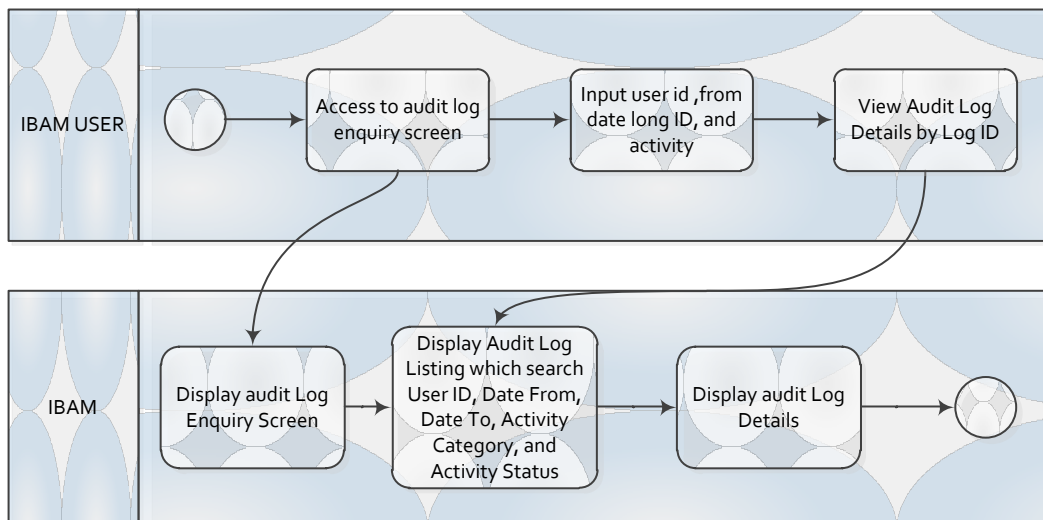 IBAM USER
Access to audit log
enquiry screen
Input user id ,from
date long ID, and
activity
View Audit Log
Details by Log ID
IBAM
Display audit Log
Enquiry Screen
Display Audit Log
Listing which search
User ID, Date From,
Date To, Activity
Category, and
Activity Status
Display audit Log
Details